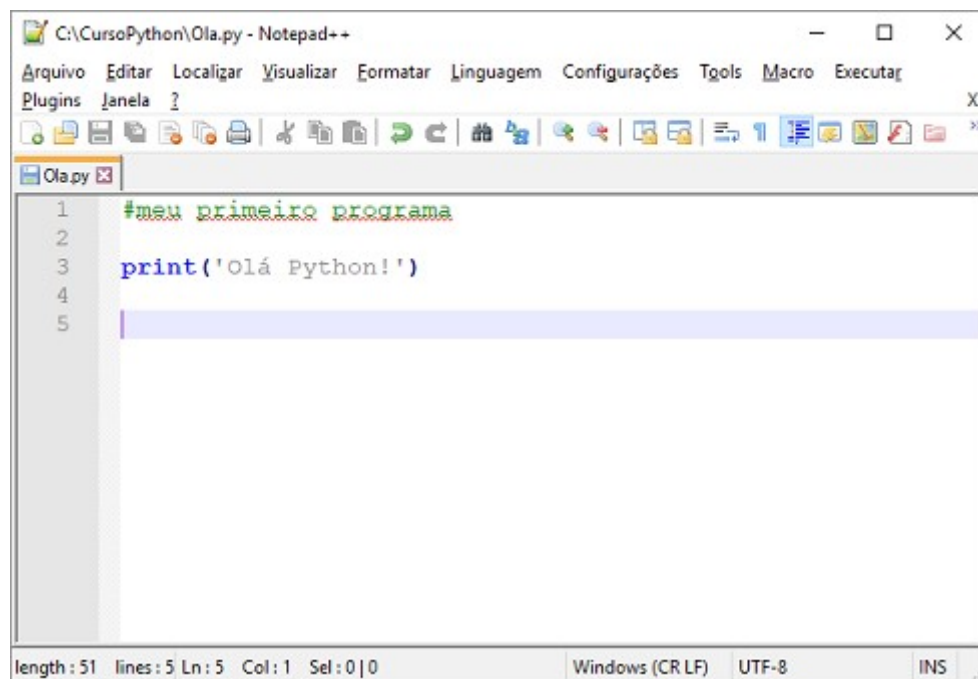 C:\CursoPython\Ola.py - Notepad++
Arquivo Editar Localizar Visualizar Formatar Linguagem Configurações Tools Macro Executar
Plugins Janela ? X
Ola.py
1 #meu primeiro programa
2
3 print('Olá Python!')
4
5
length : 51 lines : 5 Ln : 5 Col : 1 Sel : 0 | 0 Windows (CR LF) UTF-8 INS